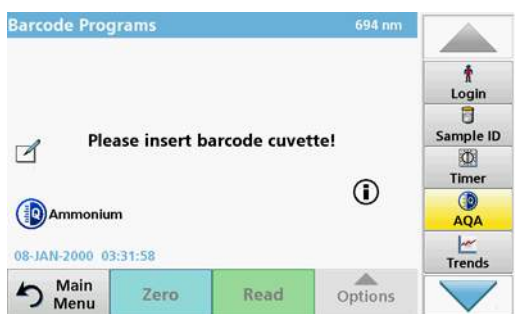 Barcode Programs 694 nm
Login
Sample ID
Please insert barcode cuvette!
Timer
i
Q Ammonium
AQA
08-JAN-2000 03:31:58
Trends
Main Menu
Zero
Read
Options